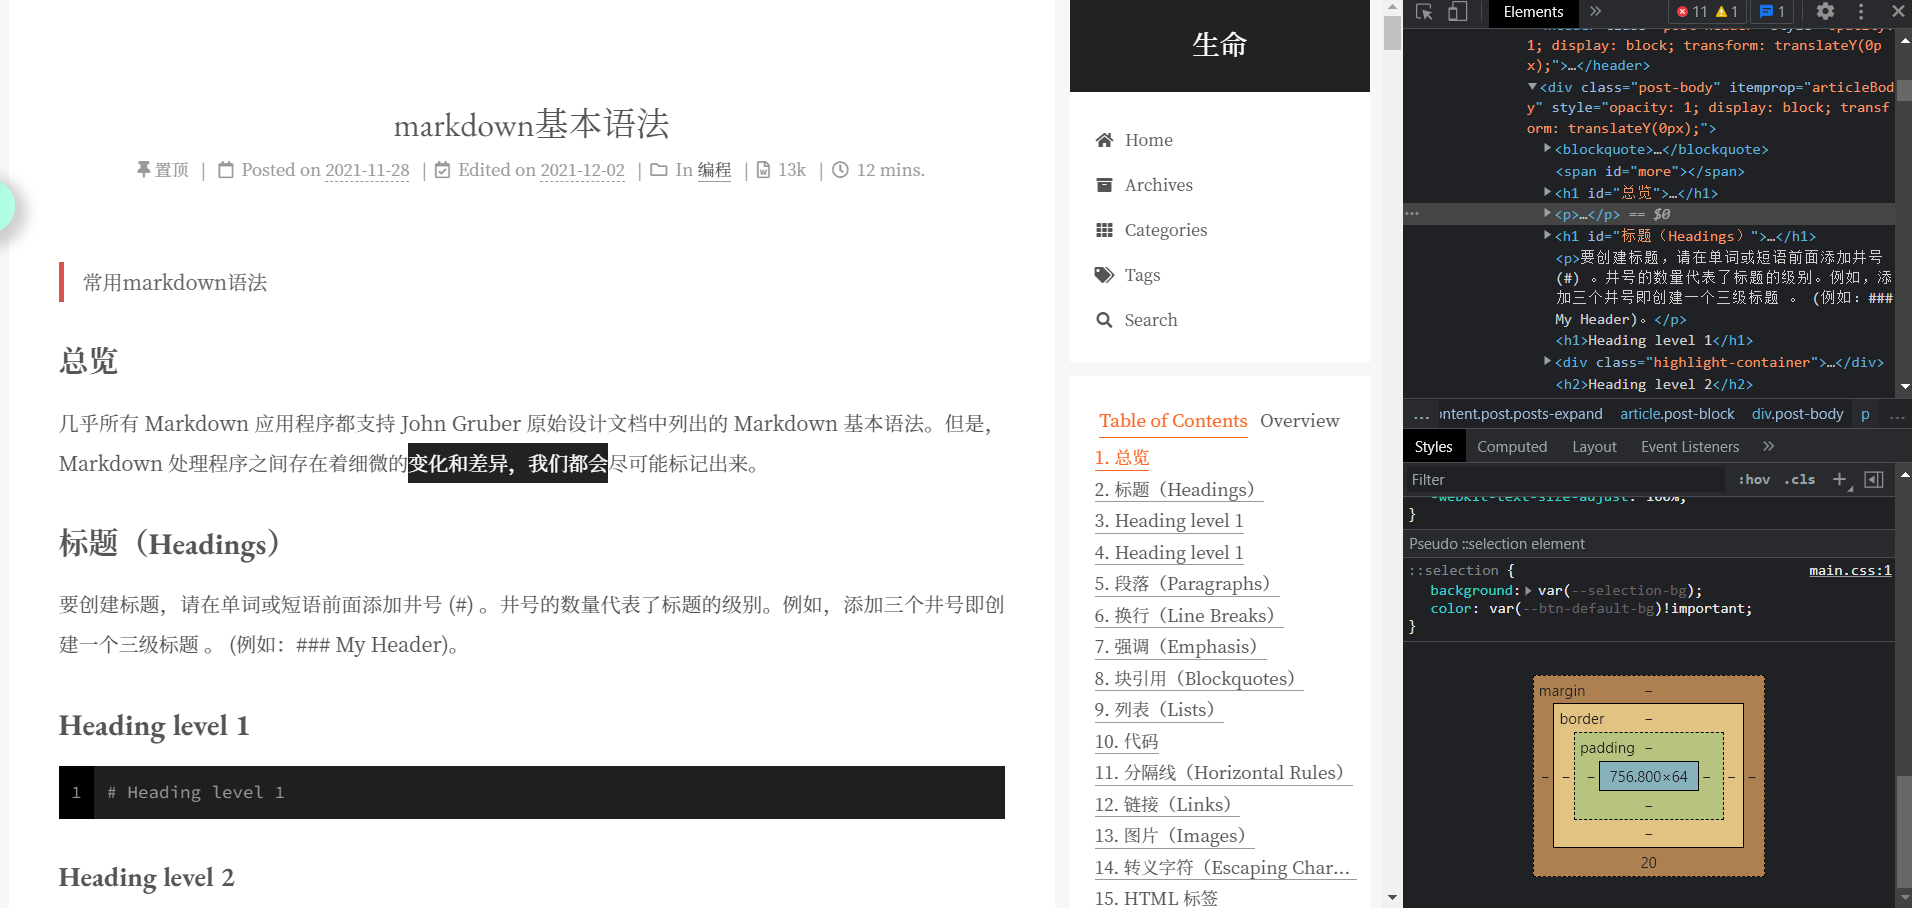 markdown基本语法
置顶 | Posted on 2021-11-28 | Edited on 2021-12-02 | In 编程 | 13k | 12 mins.
常用markdown语法
总览
几乎所有 Markdown 应用程序都支持 John Gruber 原始设计文档中列出的 Markdown 基本语法。但是，
Markdown 处理程序之间存在着细微的变化和差异，我们都会尽可能标记出来。
标题（Headings）
要创建标题，请在单词或短语前面添加井号 (#) 。井号的数量代表了标题的级别。例如，添加三个井号即创
建一个三级标题 。 (例如：### My Header)。
Heading level 1
1 # Heading level 1
Heading level 2
生命
Home
Archives
Categories
Tags
Search
Table of Contents Overview
1. 总览
2. 标题（Headings）
3. Heading level 1
4. Heading level 1
5. 段落（Paragraphs）
6. 换行（Line Breaks）
7. 强调（Emphasis）
8. 块引用（Blockquotes）
9. 列表（Lists）
10. 代码
11. 分隔线（Horizontal Rules）
12. 链接（Links）
13. 图片（Images）
14. 转义字符（Escaping Char...
15. HTML 标签
Elements 11 1 1
1; display: block; transform: translateY(0p
x);">…</header>
<div class="post-body" itemprop="articleBod
y" style="opacity: 1; display: block; transf
orm: translateY(0px);">
<blockquote>…</blockquote>
<span id="more"></span>
<h1 id="总览">…</h1>
<p>…</p> == $0
<h1 id="标题（Headings）">…</h1>
<p>要创建标题，请在单词或短语前面添加井号
(#) 。井号的数量代表了标题的级别。例如，添
加三个井号即创建一个三级标题 。 (例如：###
My Header)。</p>
<h1>Heading level 1</h1>
<div class="highlight-container">…</div>
<h2>Heading level 2</h2>
... ontent.post.posts-expand article.post-block div.post-body p ...
Styles Computed Layout Event Listeners
Filter :hov .cls
-webkit-text-size-adjust: 100%;
}
Pseudo ::selection element
::selection { main.css:1
background: var(--selection-bg);
color: var(--btn-default-bg)!important;
}
margin –
border –
padding –
– – – 756.800×64 – – –
–
–
20